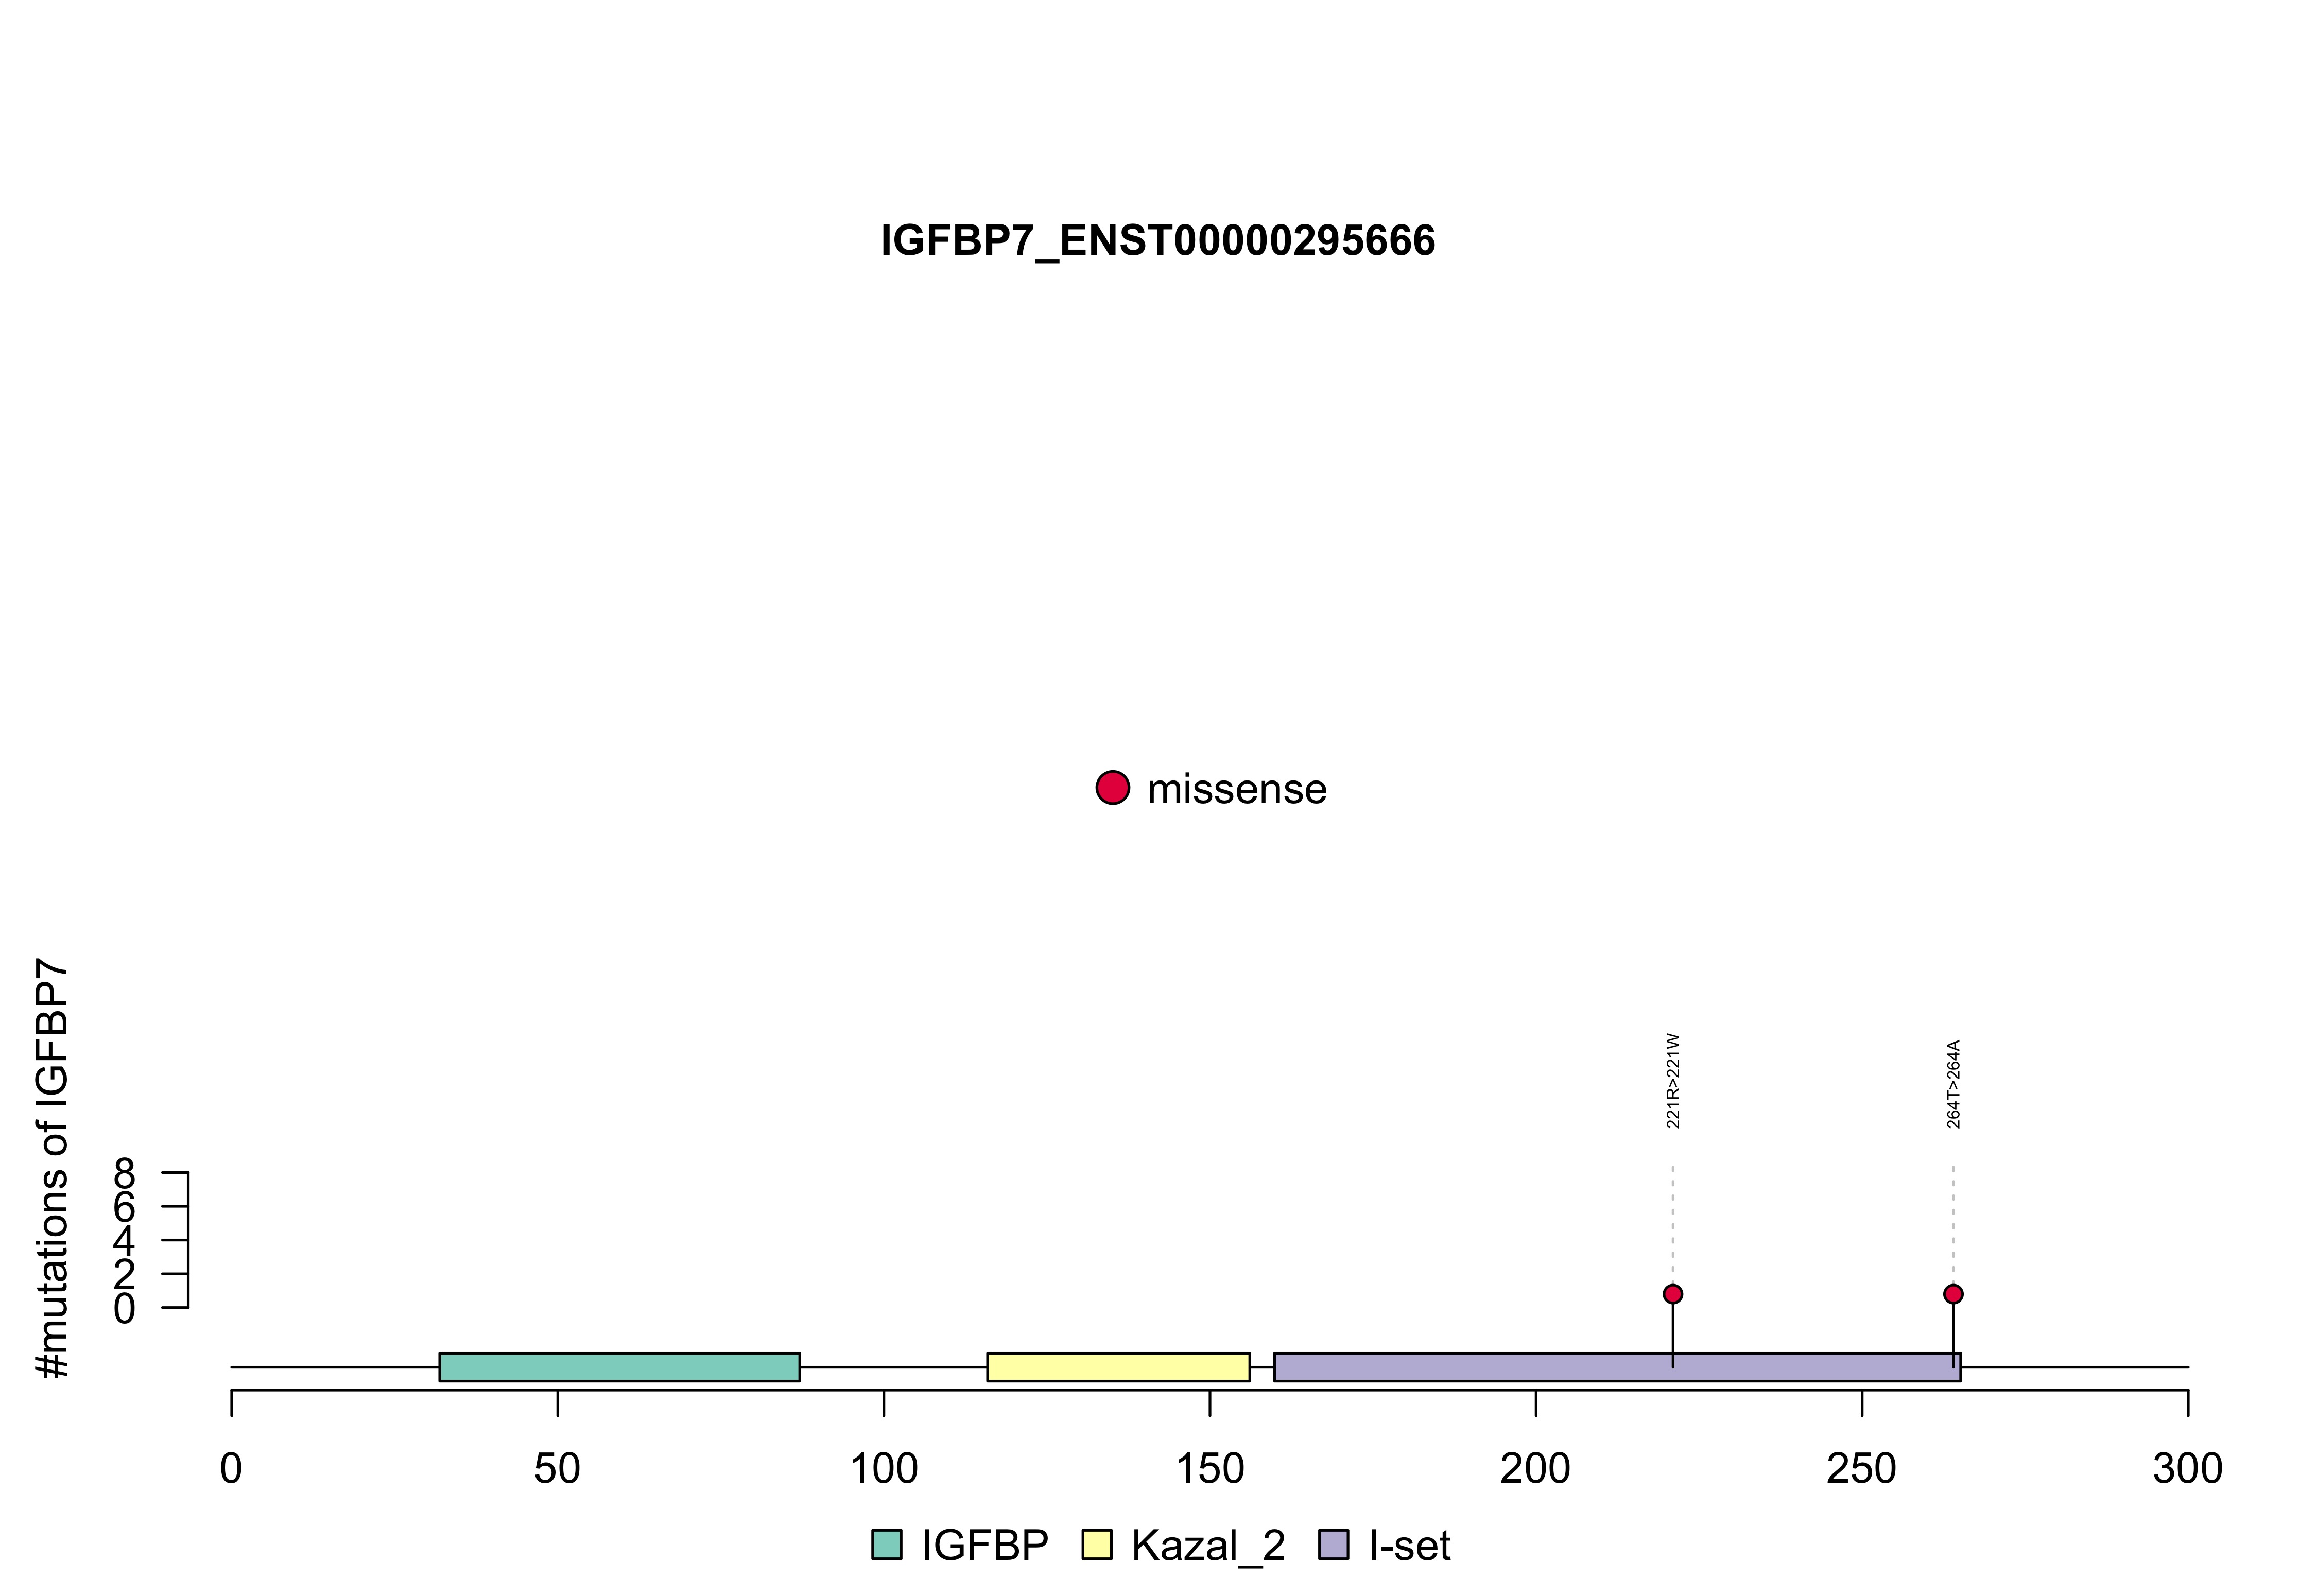 IGFBP7_ENST00000295666
missense
#mutations of IGFBP7
221R>221W
264T>264A
8
6
4
2
0
0 50 100 150 200 250 300
IGFBP Kazal_2 I-set